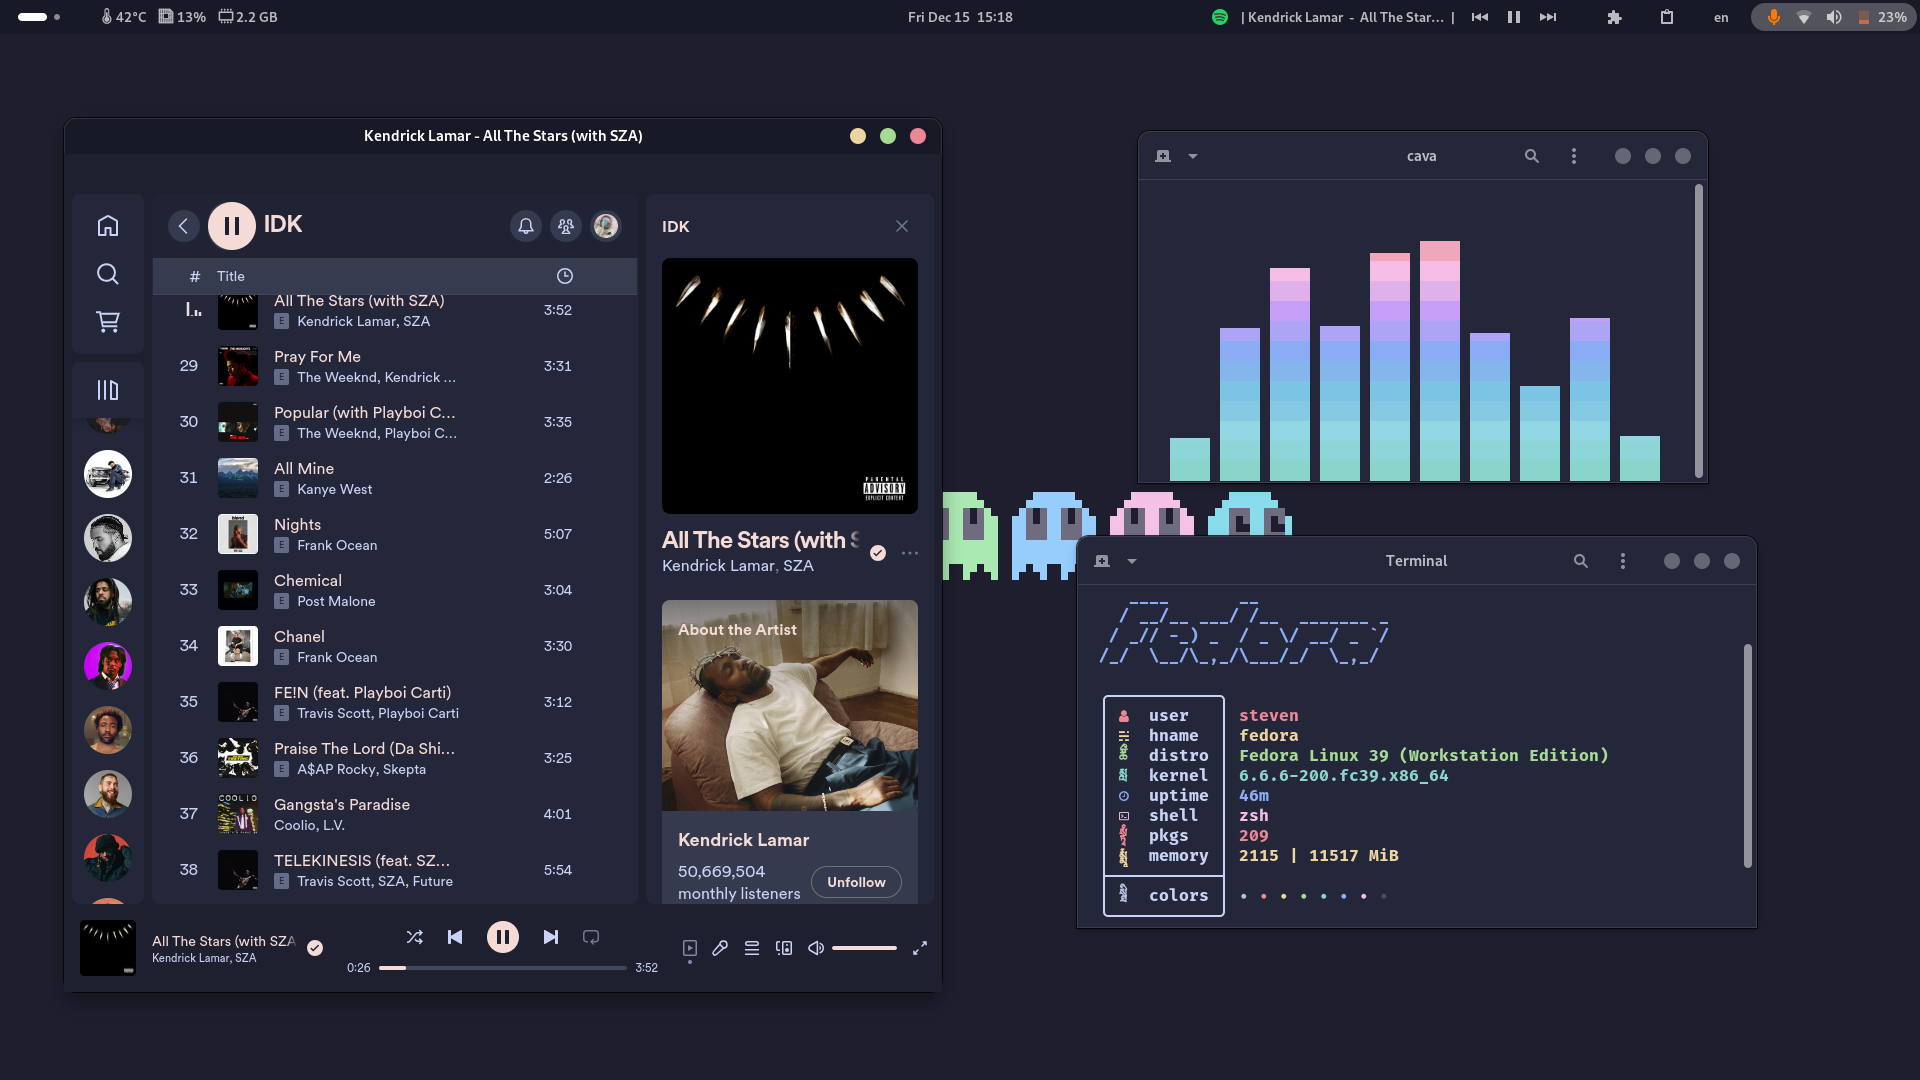 42°C 13% 2.2 GB
Fri Dec 15 15:18
| Kendrick Lamar - All The Star... |
en
23%
Kendrick Lamar - All The Stars (with SZA)
IDK
# Title
All The Stars (with SZA)
E Kendrick Lamar, SZA
3:52
29
Pray For Me
E The Weeknd, Kendrick ...
3:31
30
Popular (with Playboi C...
E The Weeknd, Playboi C...
3:35
31
All Mine
E Kanye West
2:26
32
Nights
E Frank Ocean
5:07
33
Chemical
E Post Malone
3:04
34
Chanel
E Frank Ocean
3:30
35
FE!N (feat. Playboi Carti)
E Travis Scott, Playboi Carti
3:12
36
Praise The Lord (Da Shi...
E A$AP Rocky, Skepta
3:25
37
COOLIO
Gangsta's Paradise
Coolio, L.V.
4:01
38
TELEKINESIS (feat. SZ...
E Travis Scott, SZA, Future
5:54
IDK
PARENTAL
ADVISORY
EXPLICIT CONTENT
All The Stars (with S
Kendrick Lamar, SZA
About the Artist
Kendrick Lamar
50,669,504
monthly listeners
Unfollow
All The Stars (with SZA
Kendrick Lamar, SZA
0:26
3:52
cava
Terminal
fedora
user steven
hname fedora
distro Fedora Linux 39 (Workstation Edition)
kernel 6.6.6-200.fc39.x86_64
uptime 46m
shell zsh
pkgs 209
memory 2115 | 11517 MiB
colors